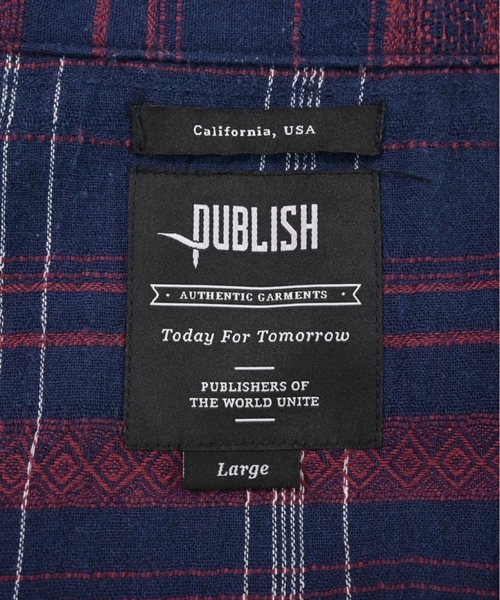 California, USA
PUBLISH
· AUTHENTIC GARMENTS ·
Today For Tomorrow
PUBLISHERS OF
THE WORLD UNITE
Large